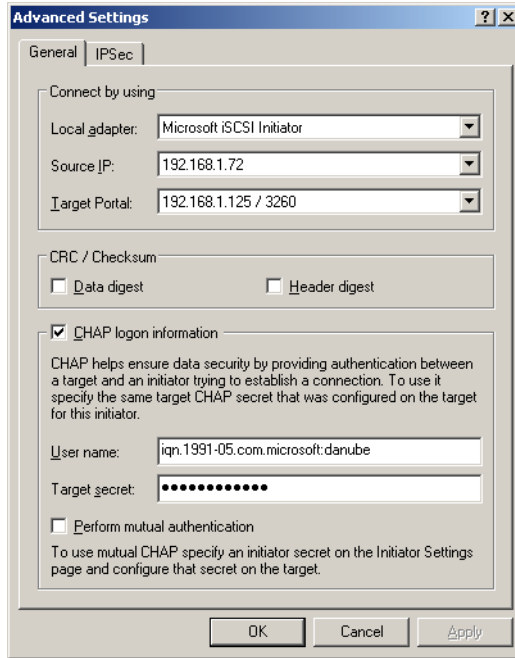 Advanced Settings
General
IPSec
Connect by using
Local adapter:
Microsoft iSCSI Initiator
Source IP:
192.168.1.72
Target Portal:
192.168.1.125 / 3260
CRC / Checksum
Data digest
Header digest
CHAP logon information
CHAP helps ensure data security by providing authentication between
a target and an initiator trying to establish a connection. To use it
specify the same target CHAP secret that was configured on the target
for this initiator.
User name:
iqn.1991-05.com.microsoft:danube
Target secret:
●●●●●●●●●●●●
Perform mutual authentication
To use mutual CHAP specify an initiator secret on the Initiator Settings
page and configure that secret on the target.
OK
Cancel
Apply